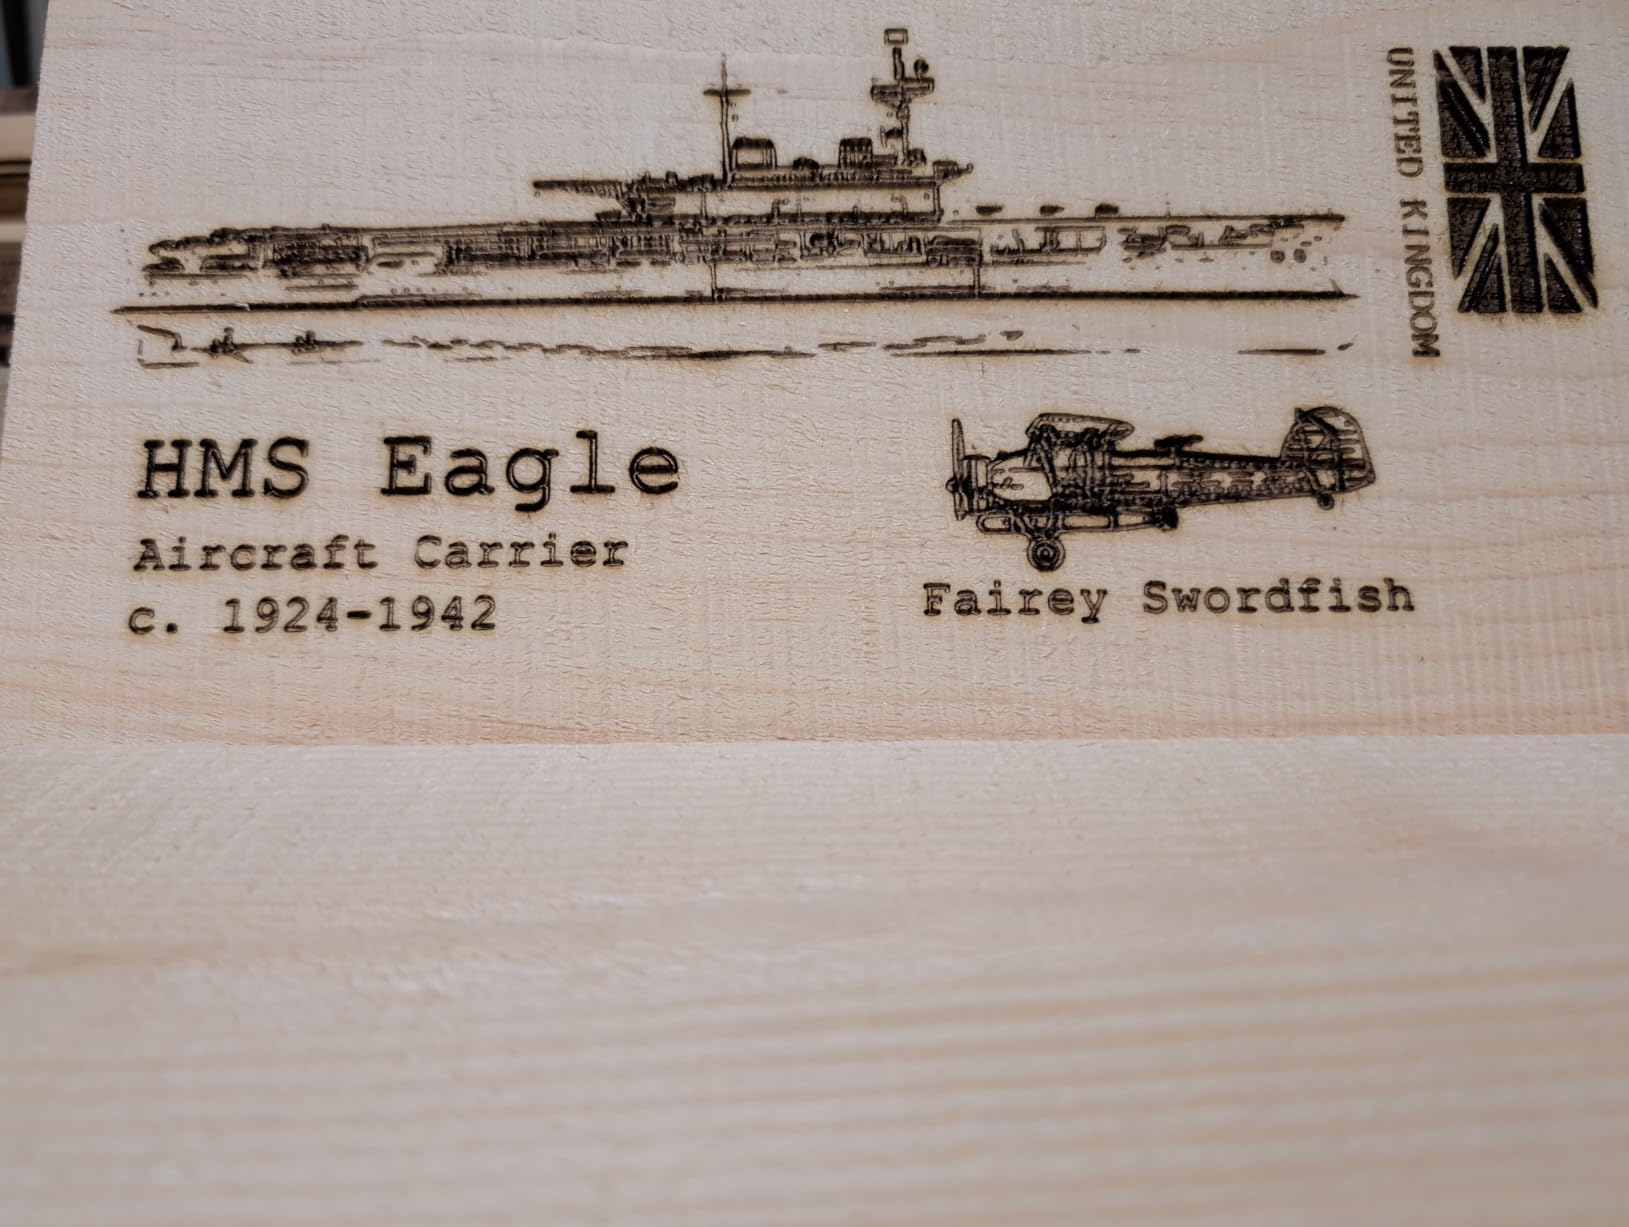 UNITED KINGDOM
HMS Eagle
Aircraft Carrier
c. 1924-1942
Fairey Swordfish